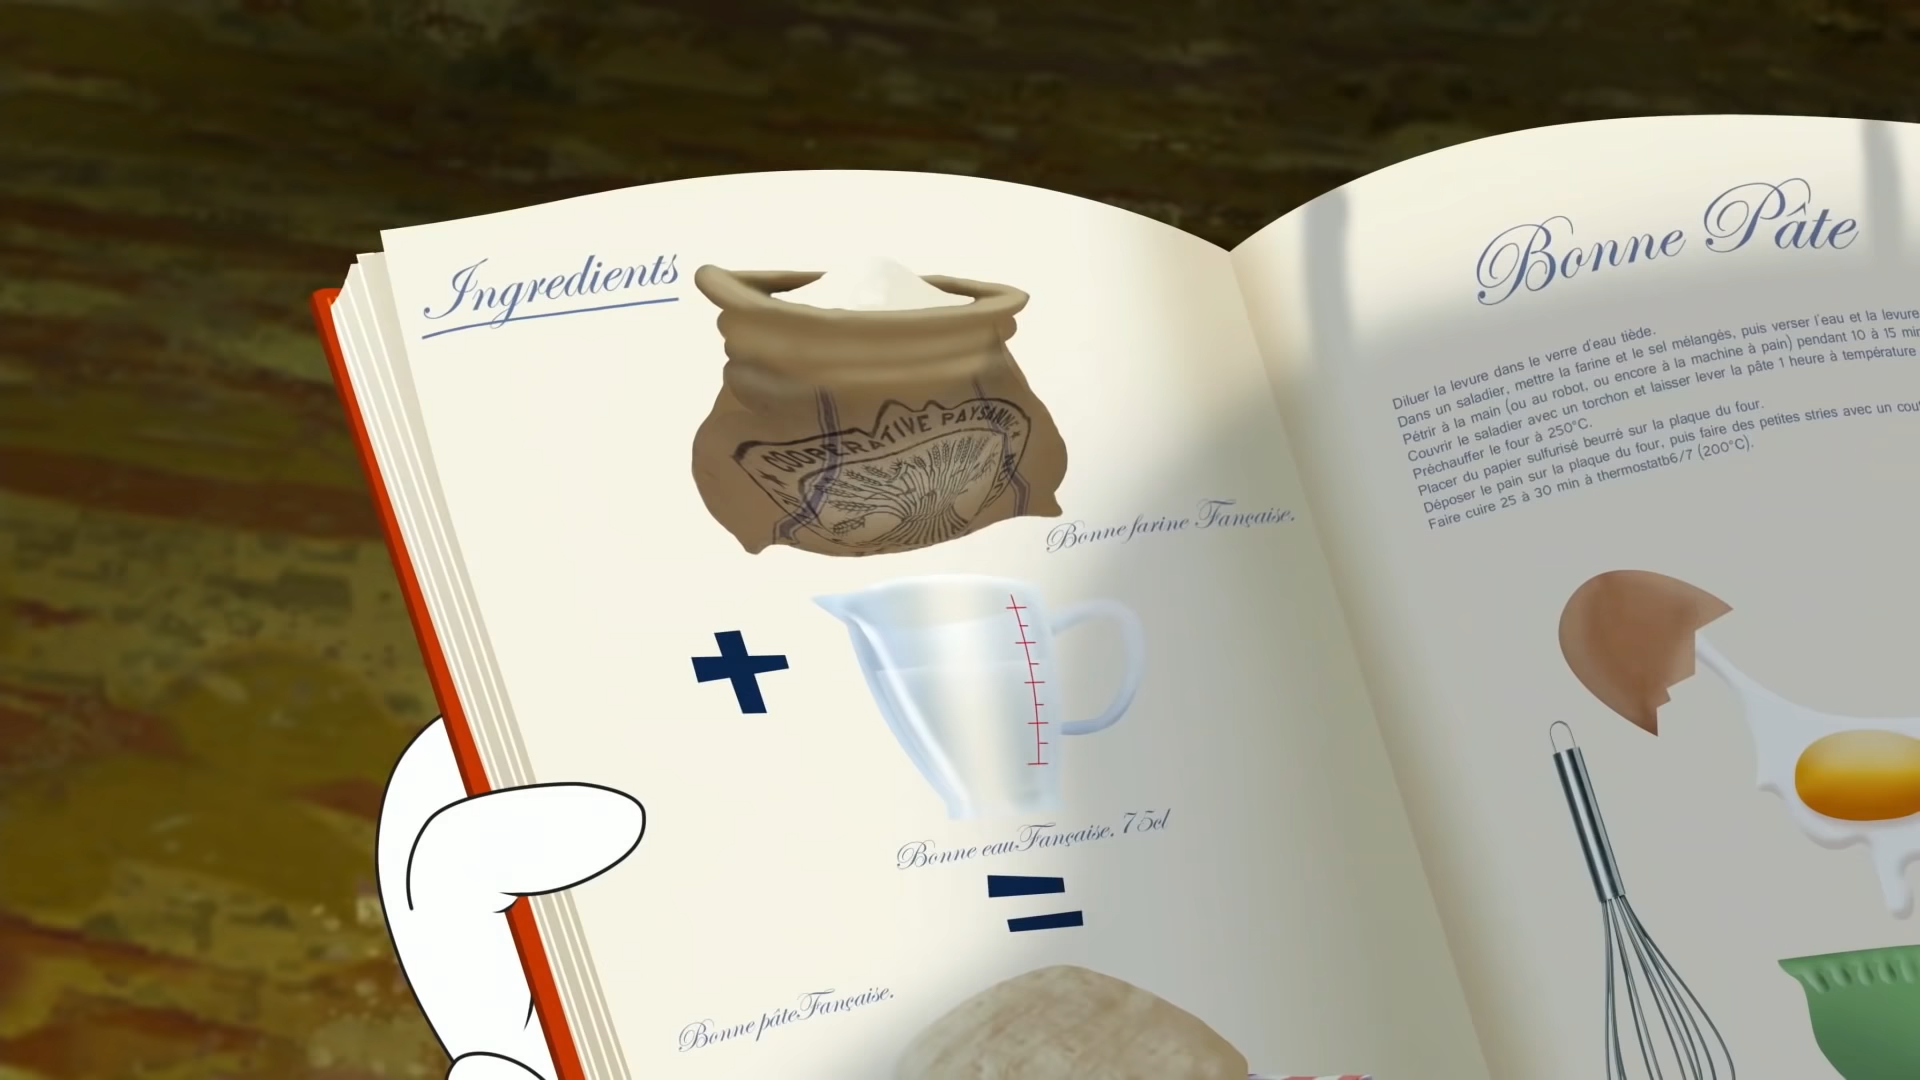 Ingredients
COOPERATIVE PAYSANNE
Bonne farine Fançaise.
+
Bonne eau Fançaise. 75cl
=
Bonne pâte Fançaise.
Bonne Pâte
Diluer la levure dans le verre d'eau tiède.
Dans un saladier, mettre la farine et le sel mélangés, puis verser l'eau et la levure
Pétrir à la main (ou au robot, ou encore à la machine à pain) pendant 10 à 15 min
Couvrir le saladier avec un torchon et laisser lever la pâte 1 heure à température
Préchauffer le four à 250°C.
Placer du papier sulfurisé beurré sur la plaque du four.
Déposer le pain sur la plaque du four, puis faire des petites stries avec un cout
Faire cuire 25 à 30 min à thermostatb6/7 (200°C).